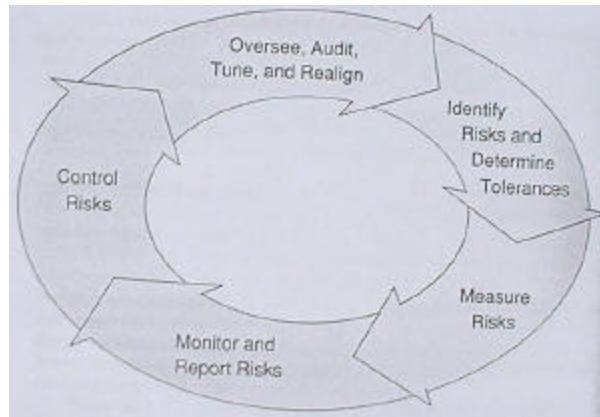 Oversee, Audit,
Tune, and Realign
Identify
Risks and
Determine
Tolerances
Measure
Risks
Monitor and
Report Risks
Control
Risks